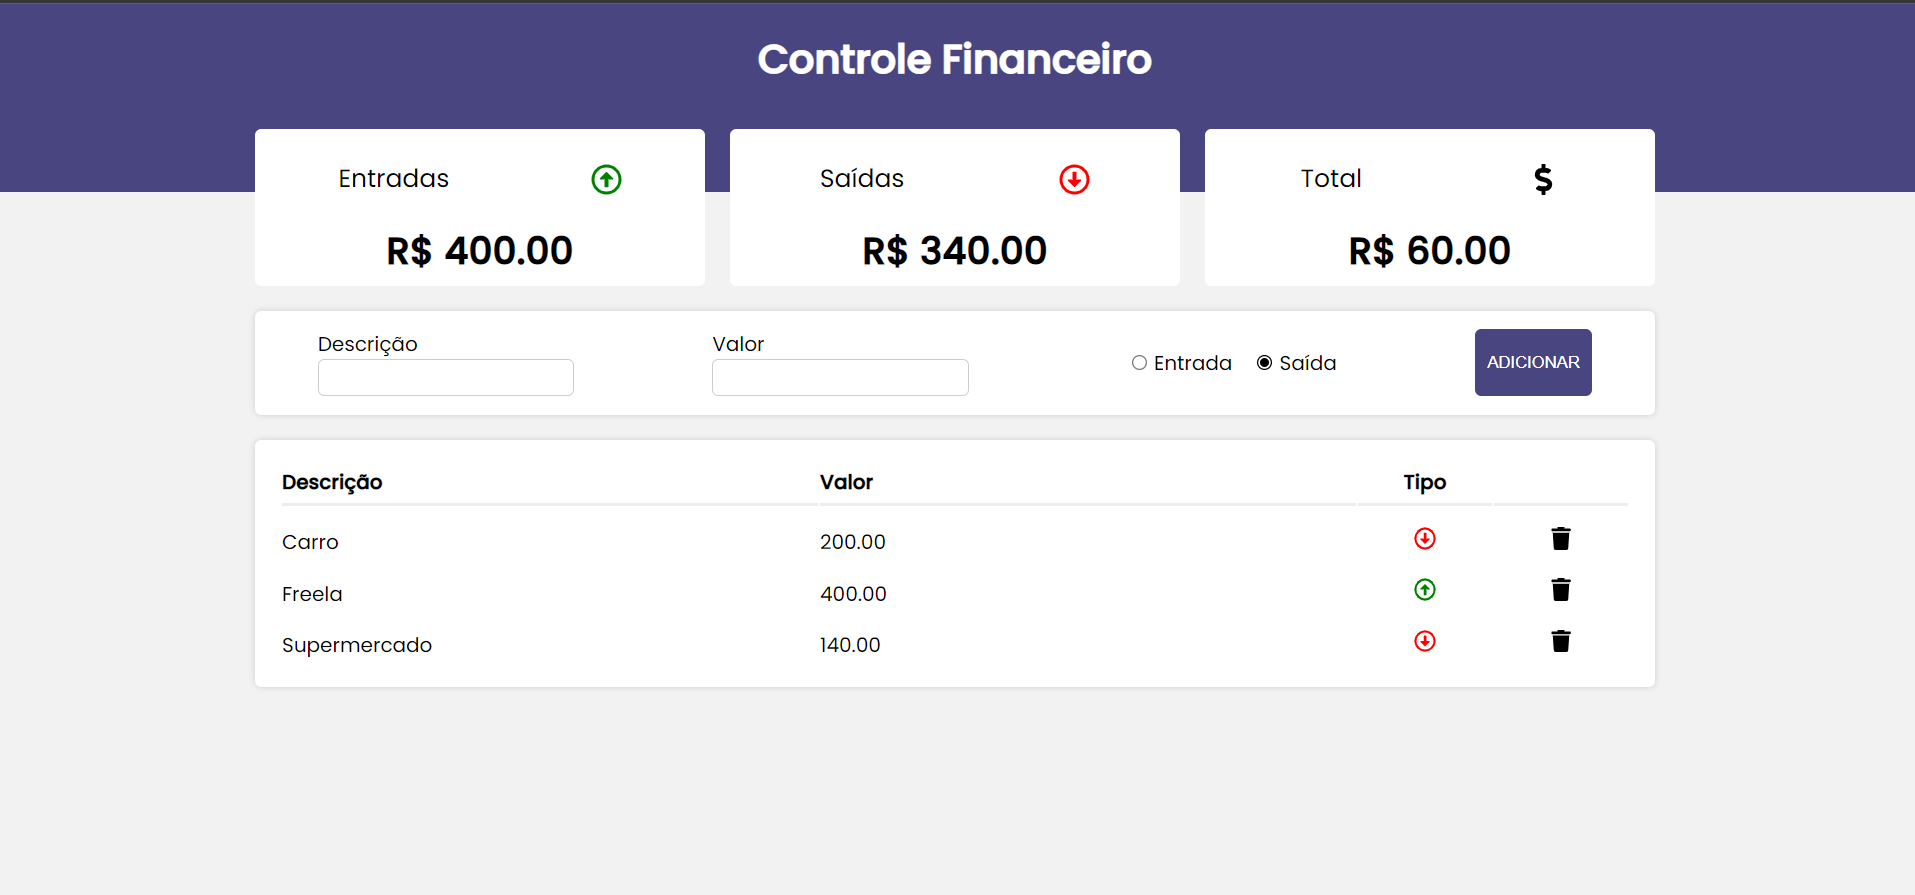 Controle Financeiro
Entradas
R$ 400.00
Saídas
R$ 340.00
Total
$
R$ 60.00
Descrição
Valor
Entrada
Saída
ADICIONAR
Descrição Valor Tipo
Carro 200.00
Freela 400.00
Supermercado 140.00